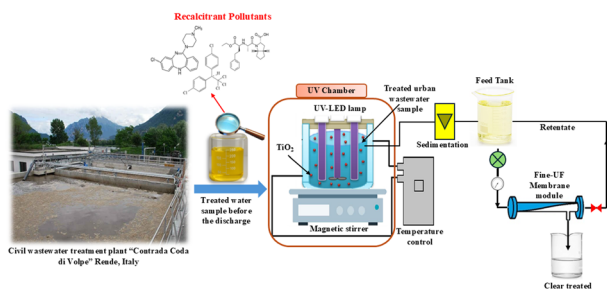 Recalcitrant Pollutants
UV Chamber
UV-LED lamp
Treated urban
wastewater
sample
Feed Tank
TiO2
Sedimentation
Retentate
Fine-UF
Membrane
module
Treated water
sample before
the discharge
Magnetic stirrer
Temperature
control
Civil wastewater treatment plant “Contrada Coda
di Volpe” Rende, Italy
Clear treated